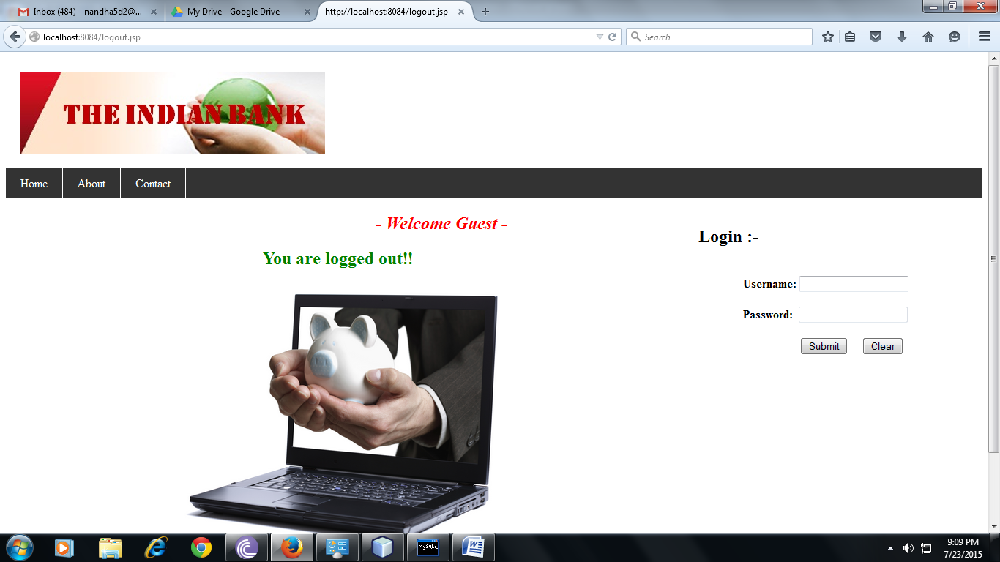 Inbox (484) - nandha5d2@...
My Drive - Google Drive
http://localhost:8084/logout.jsp
localhost:8084/logout.jsp
Search
THE INDIAN BANK
Home
About
Contact
- Welcome Guest -
Login :-
You are logged out!!
Username:
Password:
Submit
Clear
MySQL
9:09 PM
7/23/2015